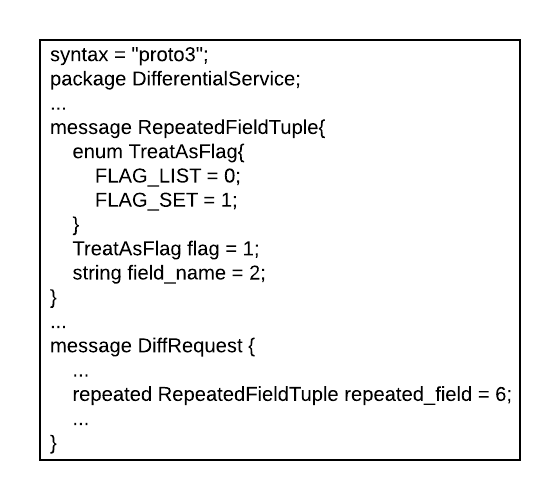 syntax = "proto3";
package DifferentialService;
...
message RepeatedFieldTuple{
enum TreatAsFlag{
FLAG_LIST = 0;
FLAG_SET = 1;
}
TreatAsFlag flag = 1;
string field_name = 2;
}
...
message DiffRequest {
...
repeated RepeatedFieldTuple repeated_field = 6;
...
}